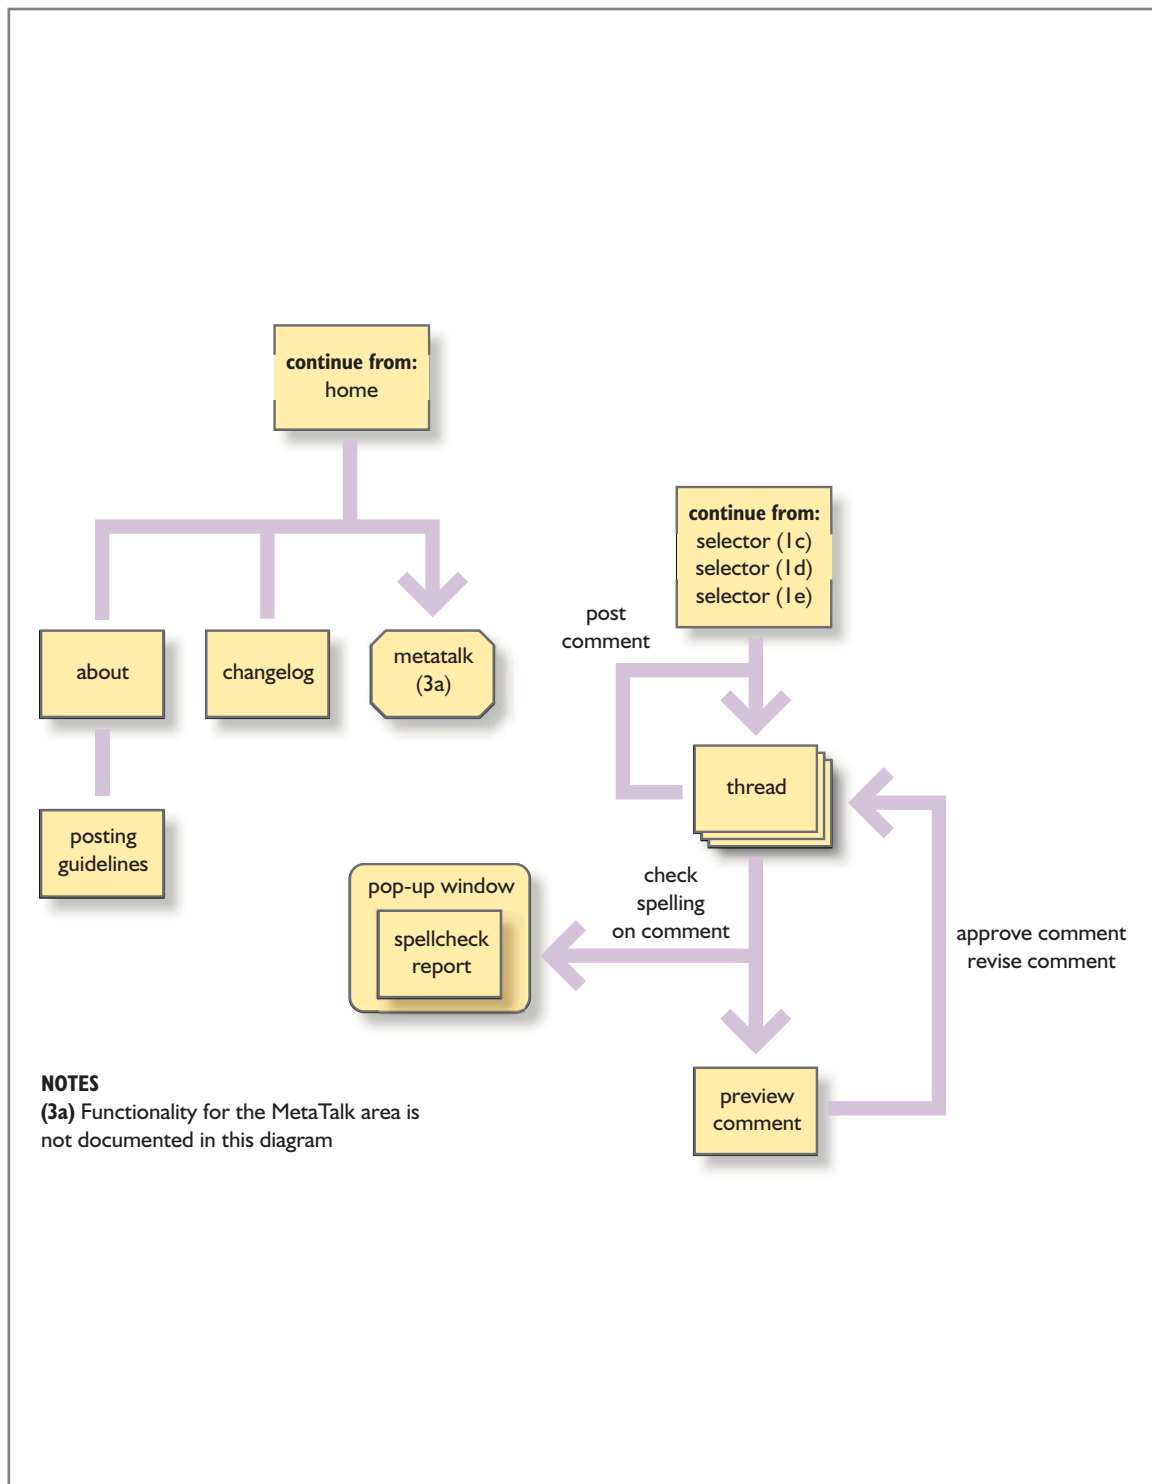 continue from:
home
about
changelog
metatalk
(3a)
posting
guidelines
continue from:
selector (1c)
selector (1d)
selector (1e)
post
comment
thread
check
spelling
on comment
pop-up window
spellcheck
report
approve comment
revise comment
preview
comment
NOTES
(3a) Functionality for the MetaTalk area is
not documented in this diagram